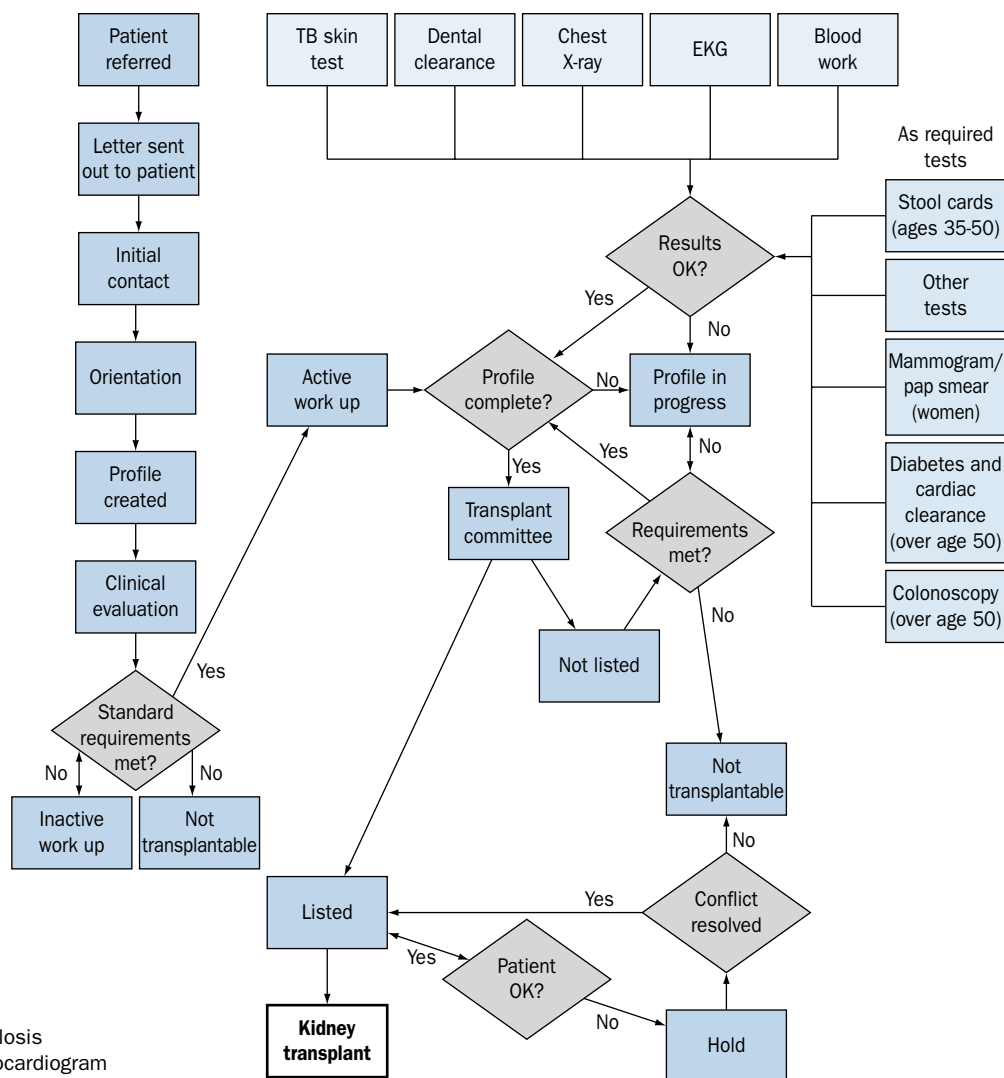 Patient
referred
TB skin
test
Dental
clearance
Chest
X-ray
EKG
Blood
work
Letter sent
out to patient
As required
tests
Stool cards
(ages 35-50)
Initial
contact
Results
OK?
Other
tests
Yes
No
Orientation
Active
work up
Profile
complete?
No
Profile in
progress
Mammogram/
pap smear
(women)
Yes
Yes
No
Profile
created
Transplant
committee
Requirements
met?
Diabetes and
cardiac
clearance
(over age 50)
Clinical
evaluation
Colonoscopy
(over age 50)
No
Not listed
Yes
Standard
requirements
met?
No
No
Inactive
work up
Not
transplantable
Not
transplantable
No
Listed
Yes
Conflict
resolved
Yes
Patient
OK?
No
Kidney
transplant
Hold
losis
ocardiogram